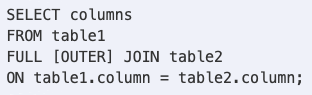 SELECT columns
FROM table1
FULL [OUTER] JOIN table2
ON table1.column = table2.column;